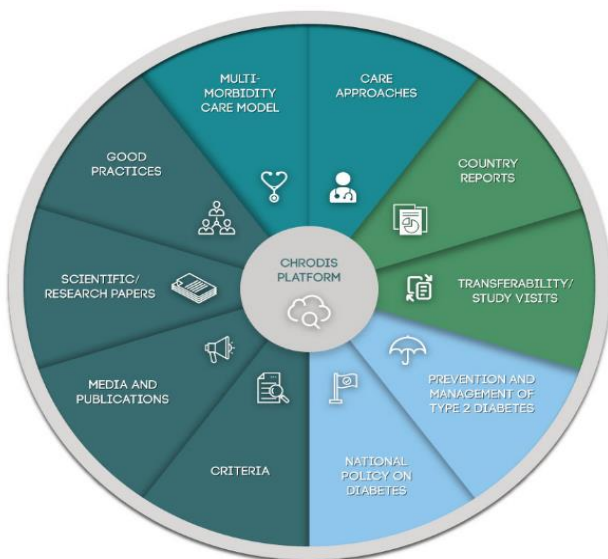 MULTI-
MORBIDITY
CARE MODEL
CARE
APPROACHES
GOOD
PRACTICES
COUNTRY
REPORTS
CHRODIS
PLATFORM
SCIENTIFIC/
RESEARCH PAPERS
TRANSFERABILITY/
STUDY VISITS
MEDIA AND
PUBLICATIONS
PREVENTION AND
MANAGEMENT OF
TYPE 2 DIABETES
CRITERIA
NATIONAL
POLICY ON
DIABETES